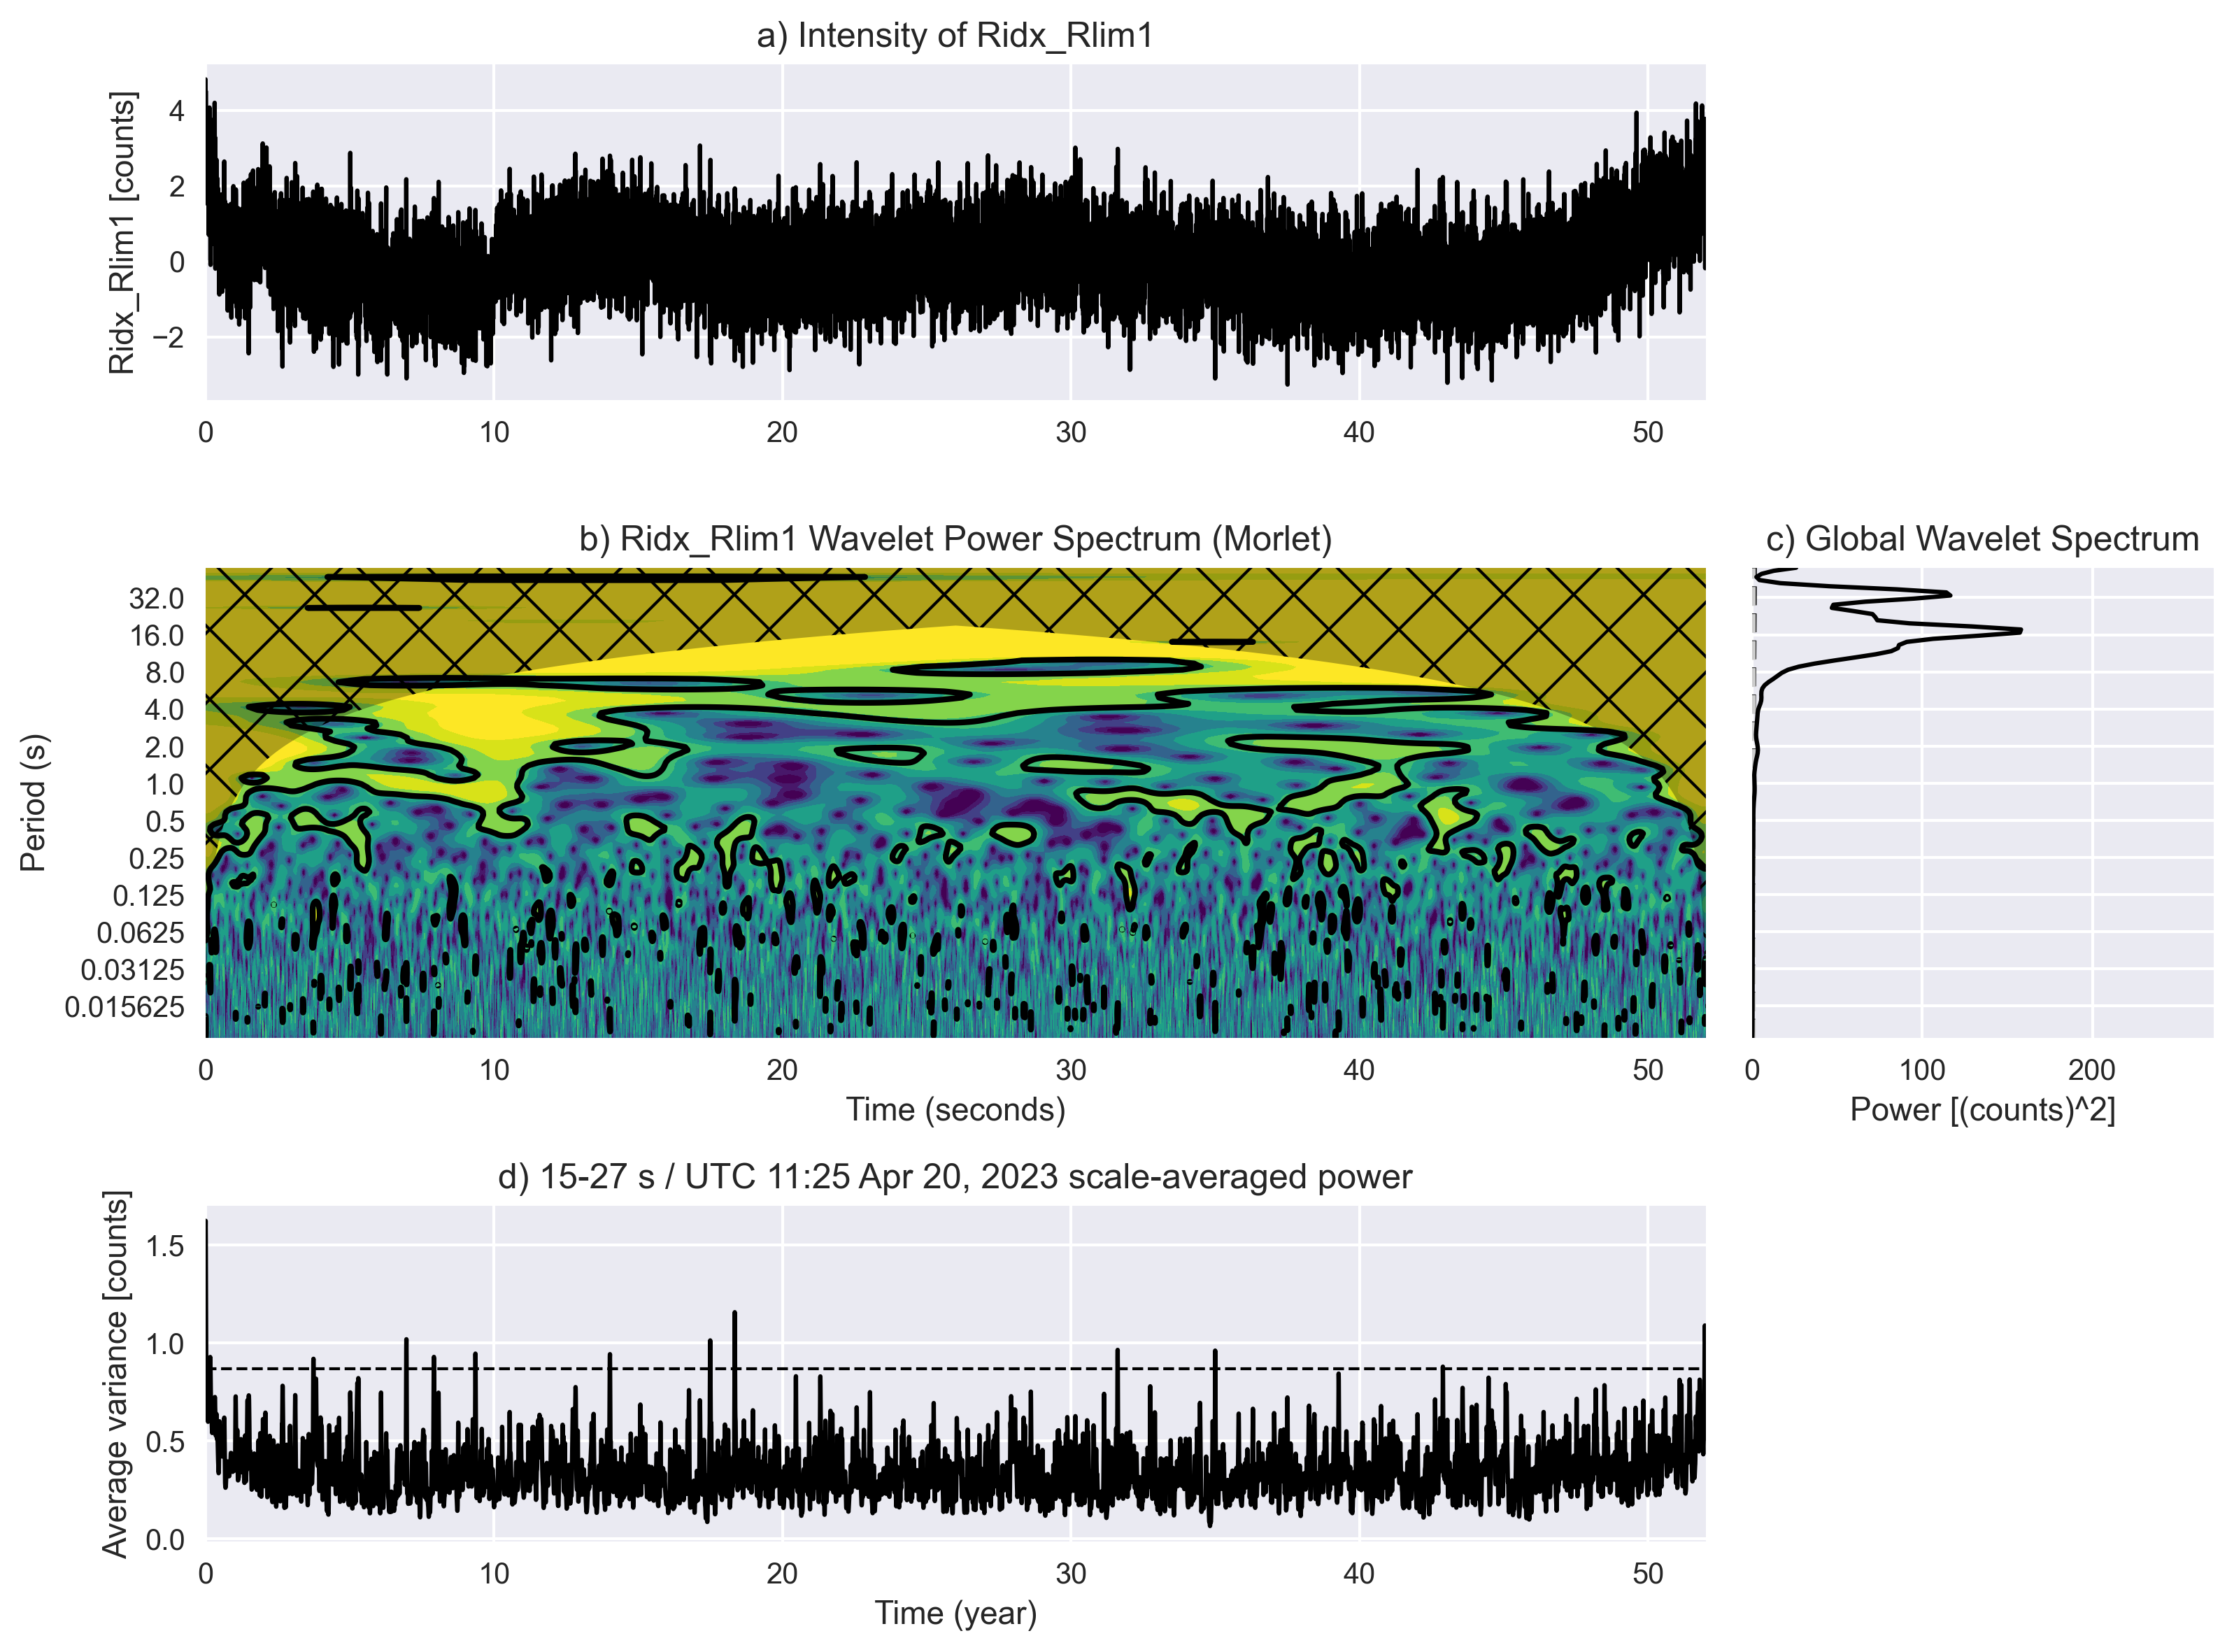 a) Intensity of Ridx_Rlim1
Ridx_Rlim1 [counts]
4
2
0
−2
0 10 20 30 40 50
b) Ridx_Rlim1 Wavelet Power Spectrum (Morlet)
Period (s)
32.0
16.0
8.0
4.0
2.0
1.0
0.5
0.25
0.125
0.0625
0.03125
0.015625
0 10 20 30 40 50
Time (seconds)
c) Global Wavelet Spectrum
0 100 200
Power [(counts)^2]
d) 15-27 s / UTC 11:25 Apr 20, 2023 scale-averaged power
Average variance [counts]
1.5
1.0
0.5
0.0
0 10 20 30 40 50
Time (year)